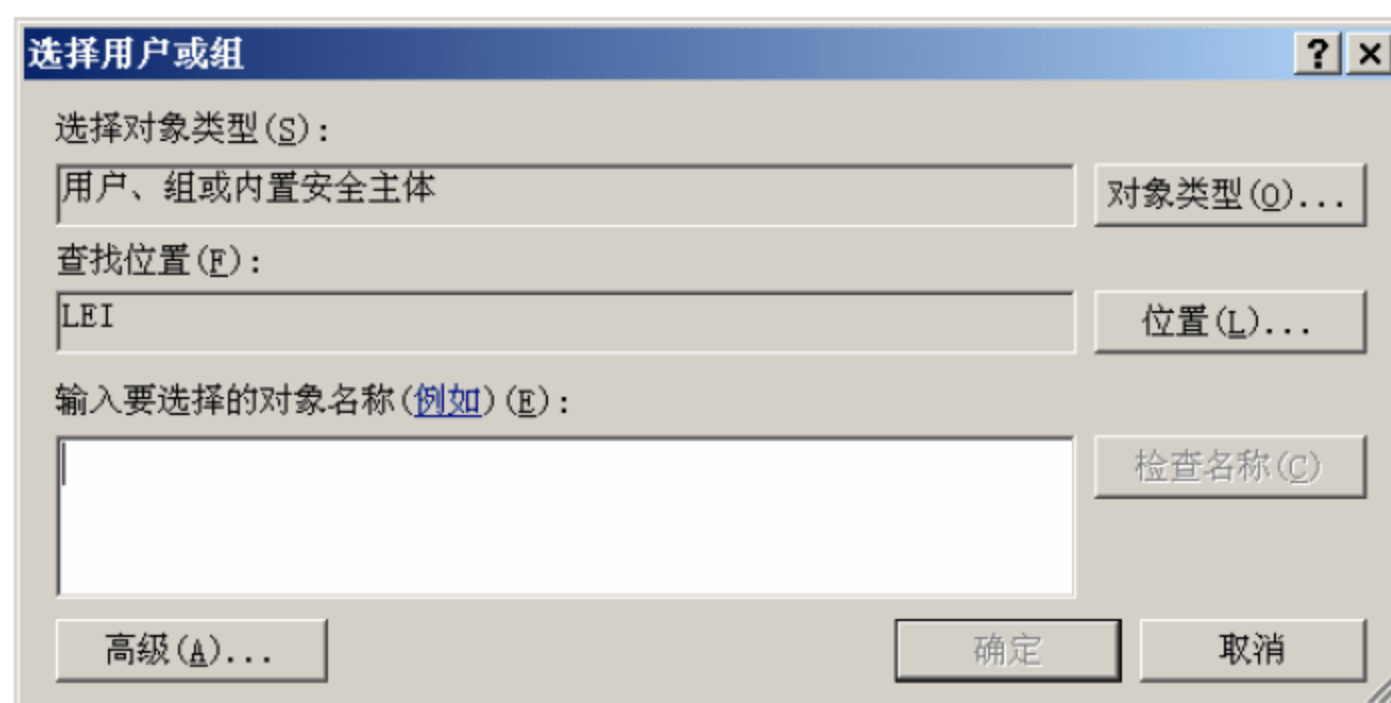 选择用户或组
选择对象类型(S):
用户、组或内置安全主体
对象类型(O)...
查找位置(F):
LEI
位置(L)...
输入要选择的对象名称(例如)(E):
检查名称(C)
高级(A)...
确定
取消